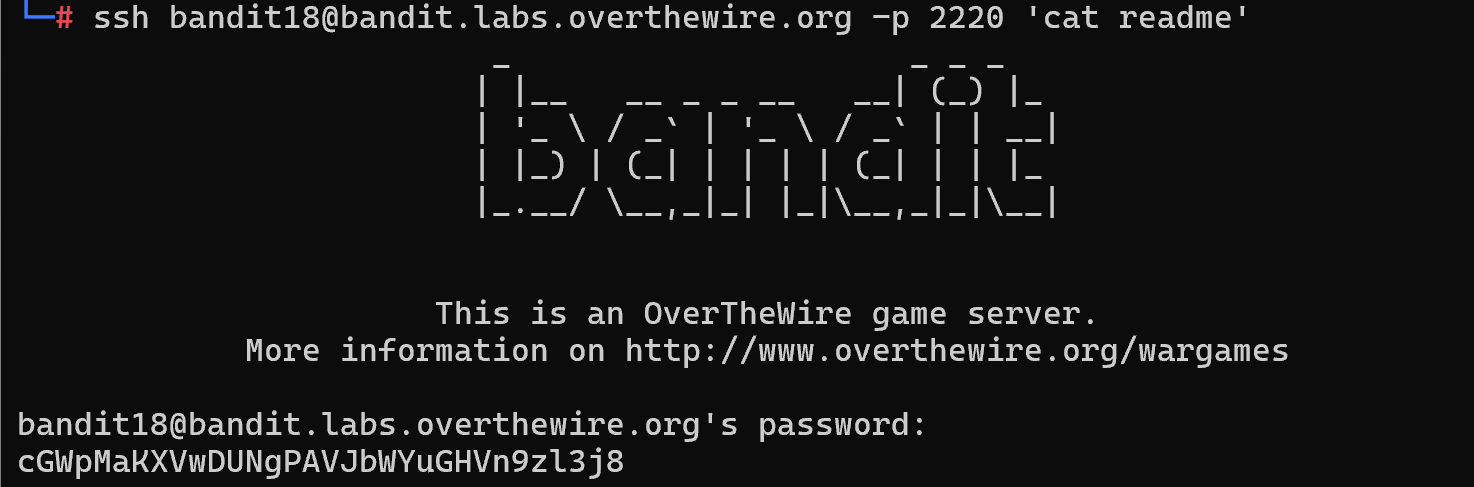 └─# ssh bandit18@bandit.labs.overthewire.org -p 2220 'cat readme'
                         _                     _ _ _
                        | |__   __ _ _ __   __| (_) |_
                        | '_ \ / _` | '_ \ / _` | | __|
                        | |_) | (_| | | | | (_| | | |_
                        |_.__/ \__,_|_| |_|\__,_|_|\__|
                      This is an OverTheWire game server.
            More information on http://www.overthewire.org/wargames
bandit18@bandit.labs.overthewire.org's password:
cGWpMaKXVwDUNgPAVJbWYuGHVn9zl3j8